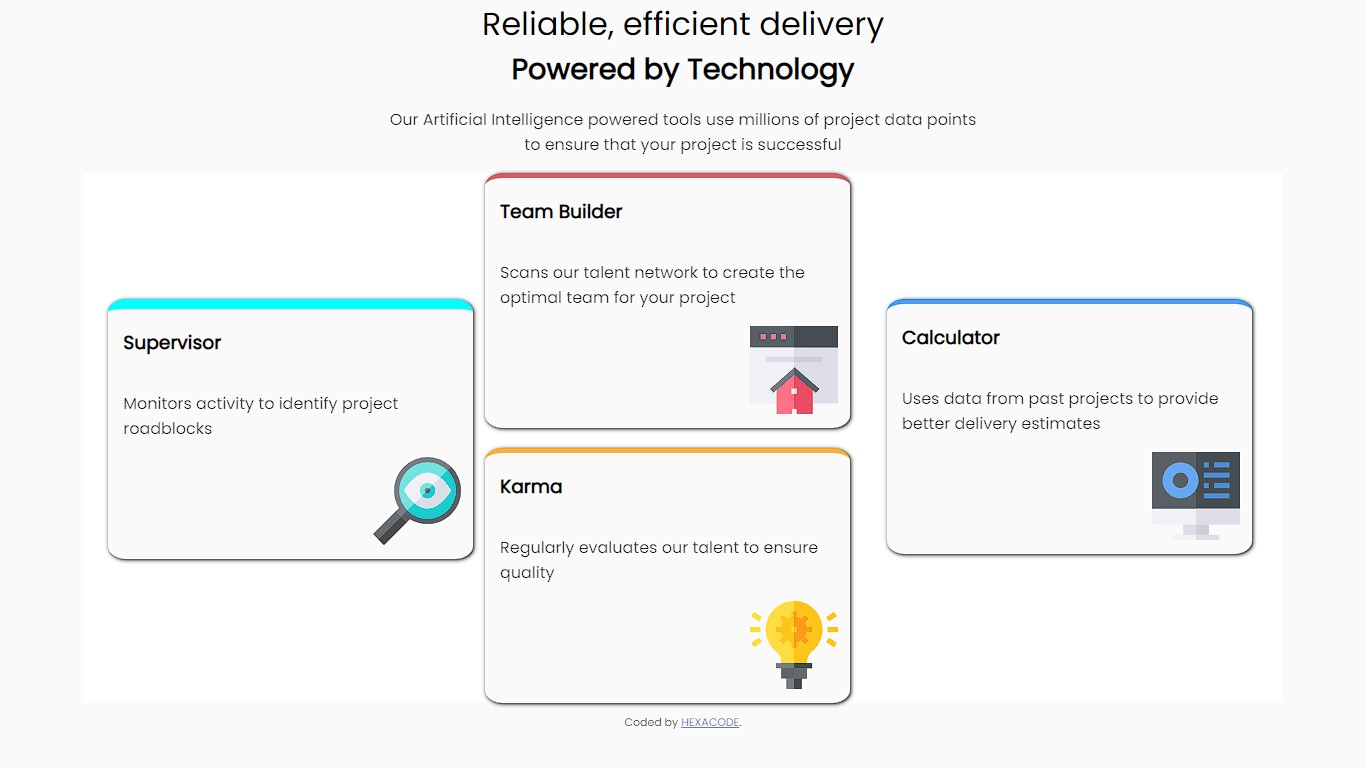 Reliable, efficient delivery
Powered by Technology
Our Artificial Intelligence powered tools use millions of project data points
to ensure that your project is successful
Supervisor
Monitors activity to identify project
roadblocks
Team Builder
Scans our talent network to create the
optimal team for your project
Karma
Regularly evaluates our talent to ensure
quality
Calculator
Uses data from past projects to provide
better delivery estimates
Coded by HEXACODE.